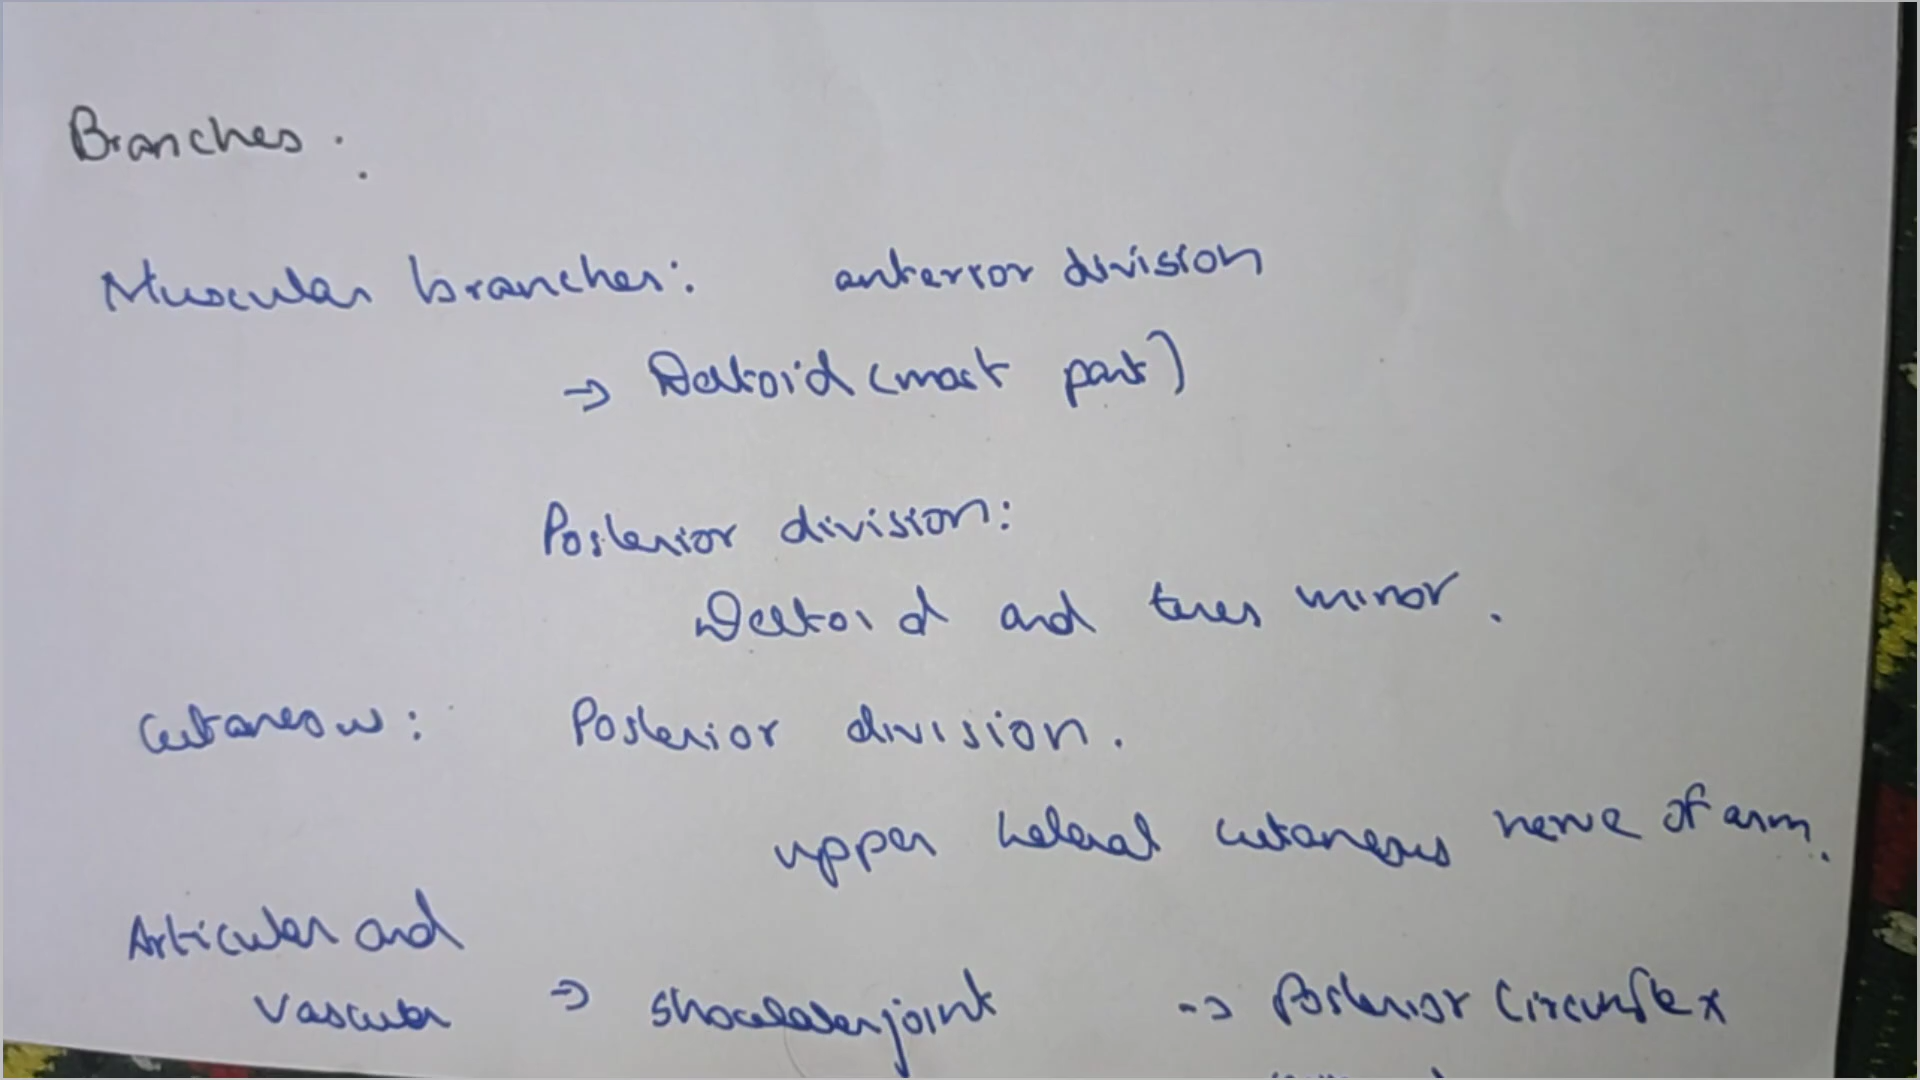 Branches :
Muscular branches : anterior division
→ Deltoid (most part)
Posterior division :
Deltoid and teres minor .
Cutaneous : Posterior division .
upper lateral cutaneous nerve of arm .
Articular and
vascular → shoulder joint → Posterior Circumflex